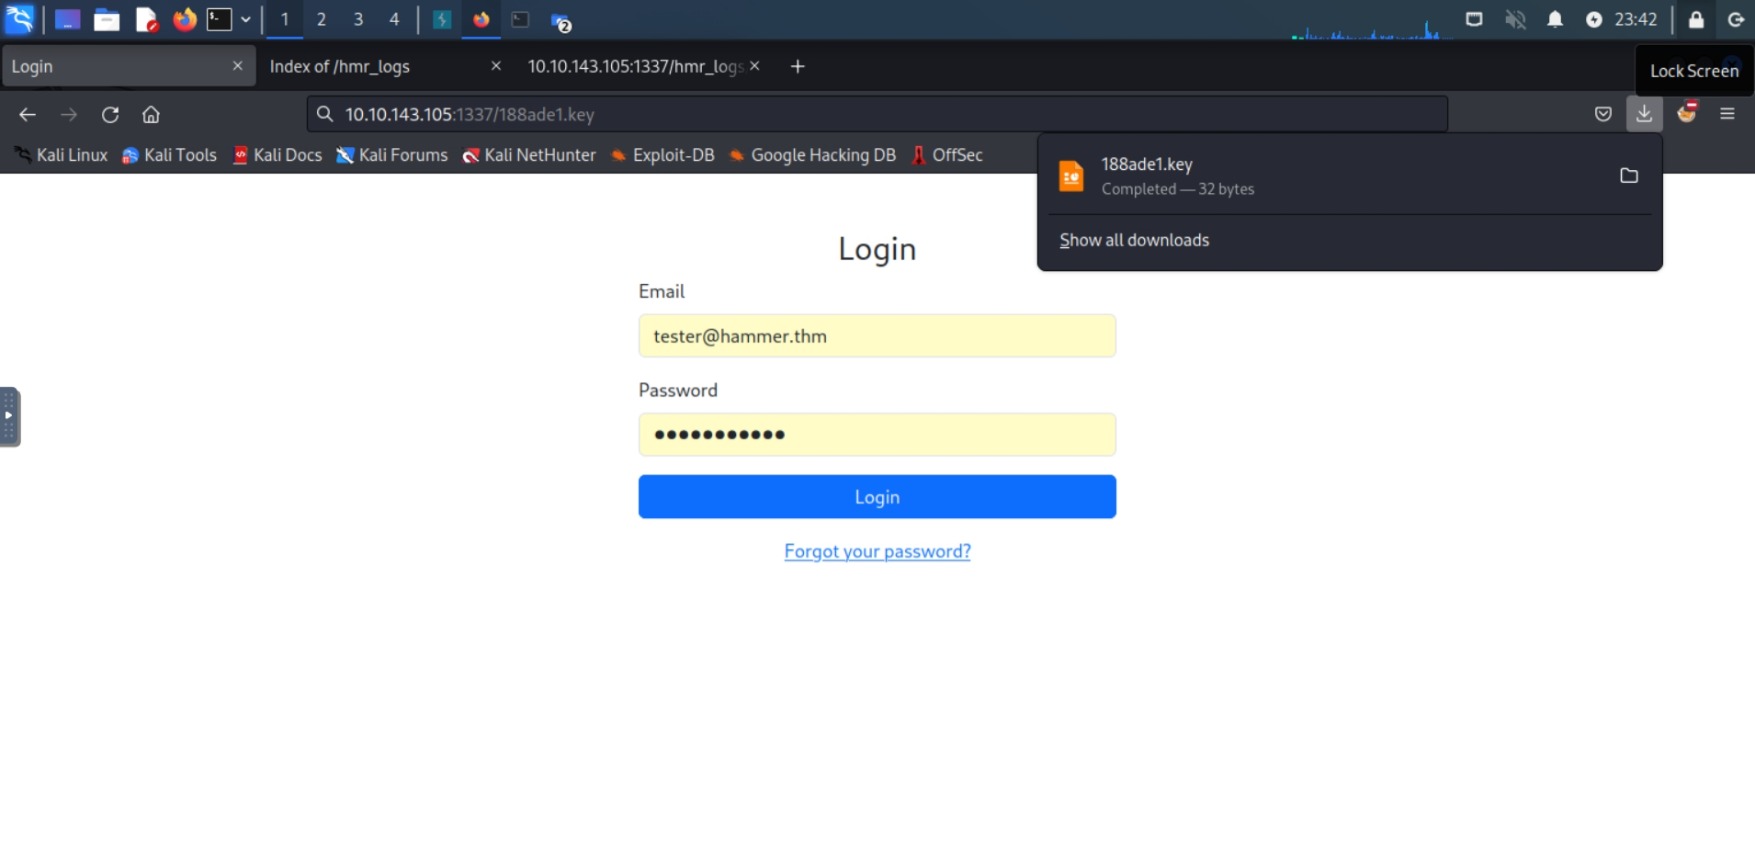 1 2 3 4 2 23:42
Login Index of /hmr_logs 10.10.143.105:1337/hmr_logs Lock Screen
10.10.143.105:1337/188ade1.key
Kali Linux Kali Tools Kali Docs Kali Forums Kali NetHunter Exploit-DB Google Hacking DB OffSec
188ade1.key
Completed — 32 bytes
Show all downloads
Login
Email
tester@hammer.thm
Password
Login
Forgot your password?